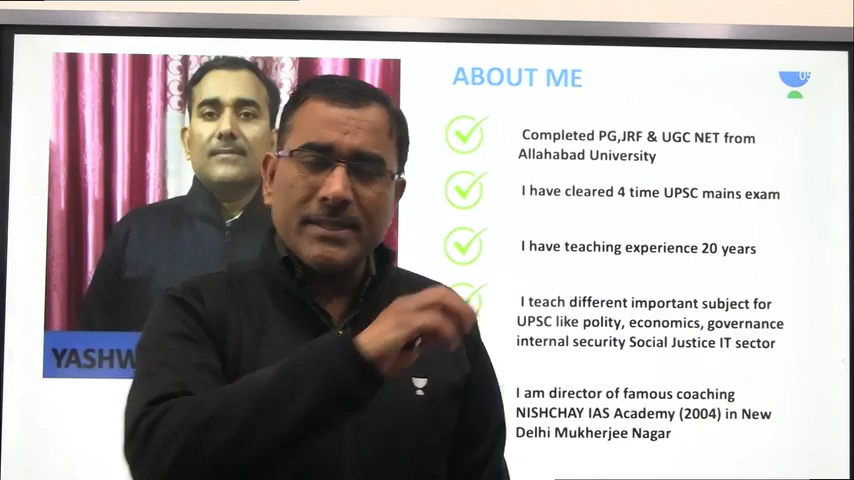 ABOUT ME
Completed PG,JRF & UGC NET from
Allahabad University
I have cleared 4 time UPSC mains exam
I have teaching experience 20 years
I teach different important subject for
UPSC like polity, economics, governance
internal security Social Justice IT sector
I am director of famous coaching
NISHCHAY IAS Academy (2004) in New
Delhi Mukherjee Nagar